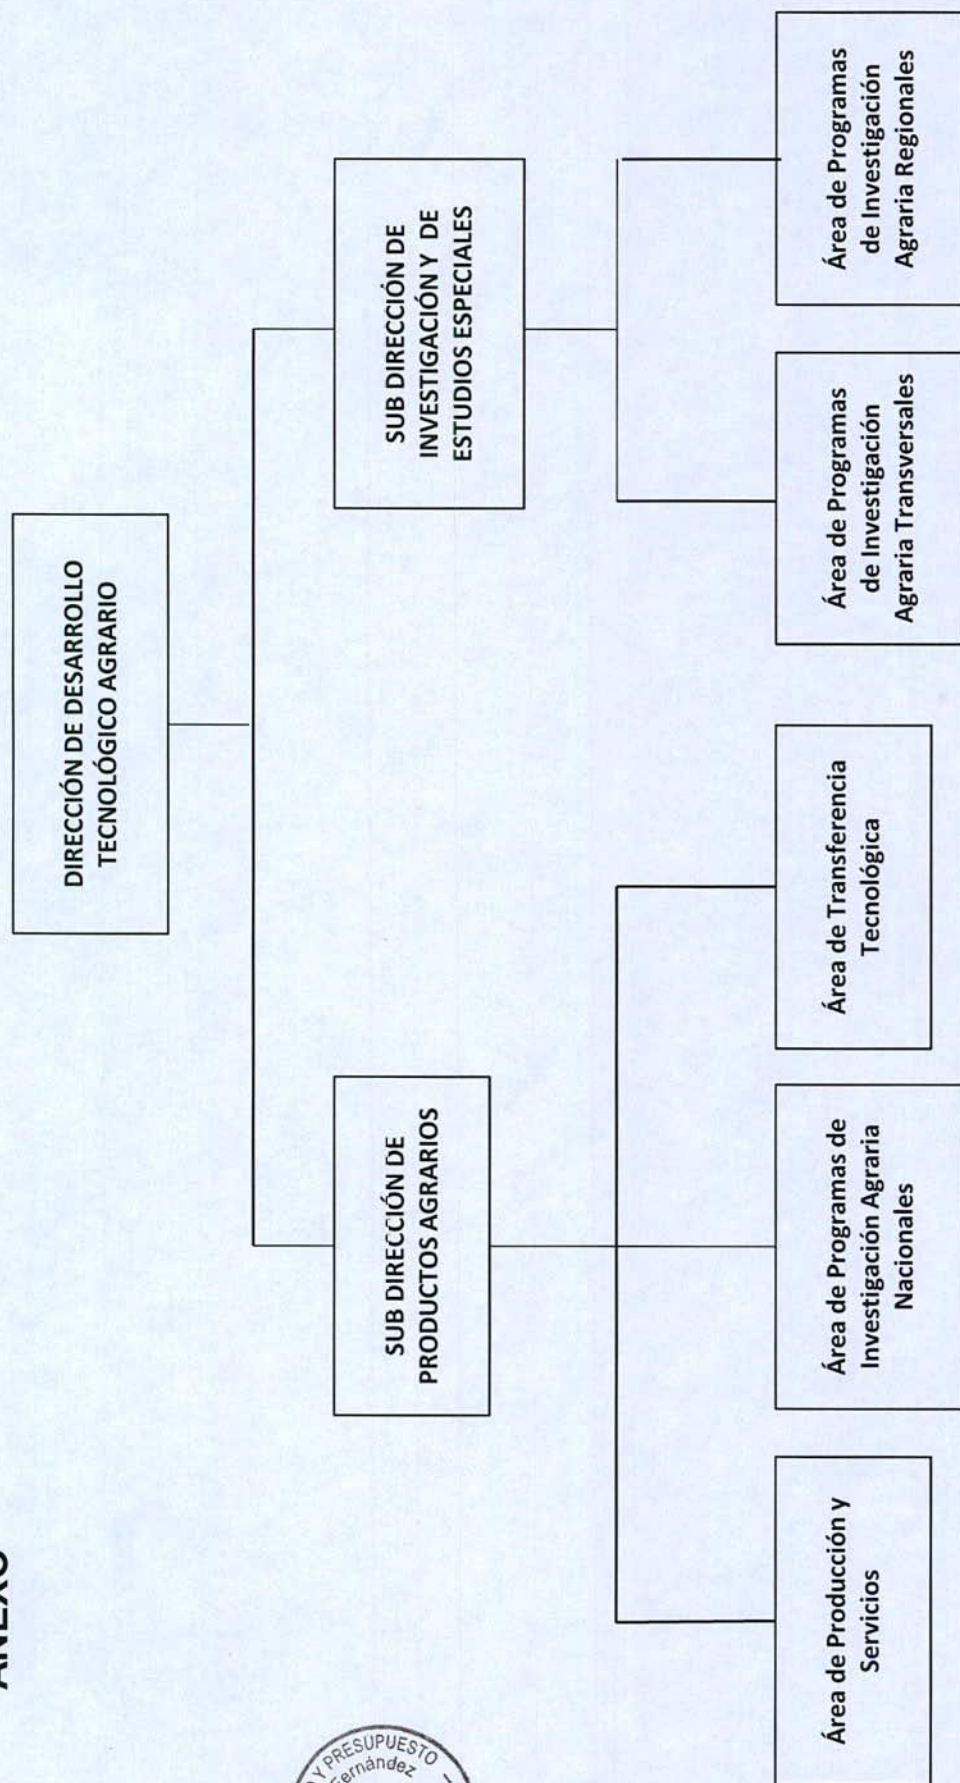 ANEXO
DIRECCIÓN DE DESARROLLO
TECNOLÓGICO AGRARIO
SUB DIRECCIÓN DE
PRODUCTOS AGRARIOS
SUB DIRECCIÓN DE
INVESTIGACIÓN Y DE
ESTUDIOS ESPECIALES
Área de Producción y
Servicios
Área de Programas de
Investigación Agraria
Nacionales
Área de Transferencia
Tecnológica
Área de Programas
de Investigación
Agraria Transversales
Área de Programas
de Investigación
Agraria Regionales
Y PRESUPUESTO
Fernández